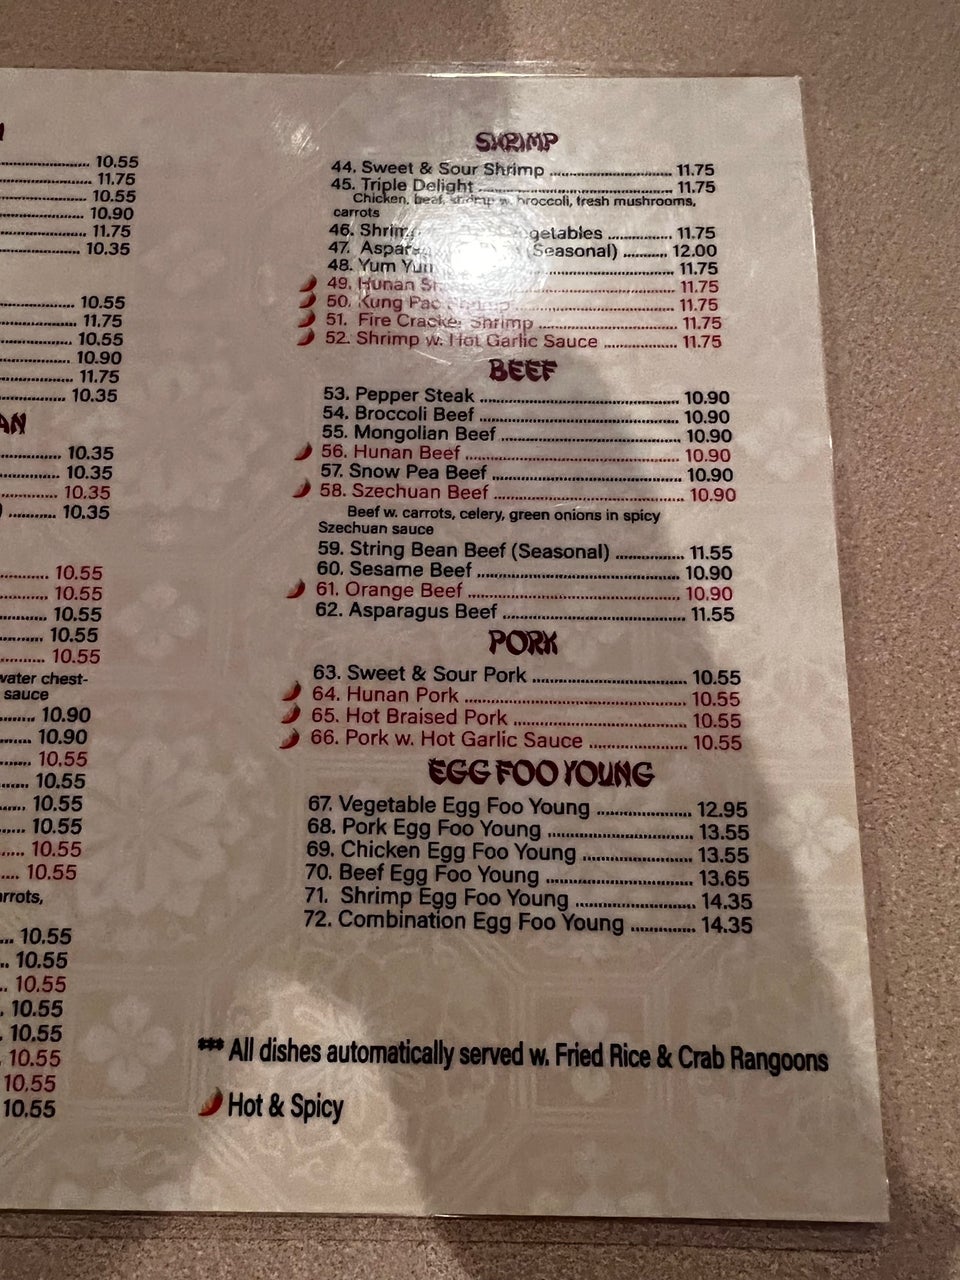 10.55
11.75
10.55
10.90
11.75
10.35
10.55
11.75
10.55
10.90
11.75
10.35
AN
10.35
10.35
10.35
10.35
10.55
10.55
10.55
10.55
10.55
water chest-
sauce
10.90
10.90
10.55
10.55
10.55
10.55
10.55
10.55
arrots,
10.55
10.55
10.55
10.55
10.55
10.55
10.55
10.55
SHRIMP
44. Sweet & Sour Shrimp 11.75
45. Triple Delight 11.75
Chicken, beef, shrimp w. broccoli, fresh mushrooms,
carrots
46. Shrimp getables 11.75
47. Aspar (Seasonal) 12.00
48. Yum Yum 11.75
49. Hunan Sh 11.75
50. Kung Pao Shrimp 11.75
51. Fire Cracker Shrimp 11.75
52. Shrimp w. Hot Garlic Sauce 11.75
BEEF
53. Pepper Steak 10.90
54. Broccoli Beef 10.90
55. Mongolian Beef 10.90
56. Hunan Beef 10.90
57. Snow Pea Beef 10.90
58. Szechuan Beef 10.90
Beef w. carrots, celery, green onions in spicy
Szechuan sauce
59. String Bean Beef (Seasonal) 11.55
60. Sesame Beef 10.90
61. Orange Beef 10.90
62. Asparagus Beef 11.55
PORK
63. Sweet & Sour Pork 10.55
64. Hunan Pork 10.55
65. Hot Braised Pork 10.55
66. Pork w. Hot Garlic Sauce 10.55
EGG FOO YOUNG
67. Vegetable Egg Foo Young 12.95
68. Pork Egg Foo Young 13.55
69. Chicken Egg Foo Young 13.55
70. Beef Egg Foo Young 13.65
71. Shrimp Egg Foo Young 14.35
72. Combination Egg Foo Young 14.35
*** All dishes automatically served w. Fried Rice & Crab Rangoons
Hot & Spicy